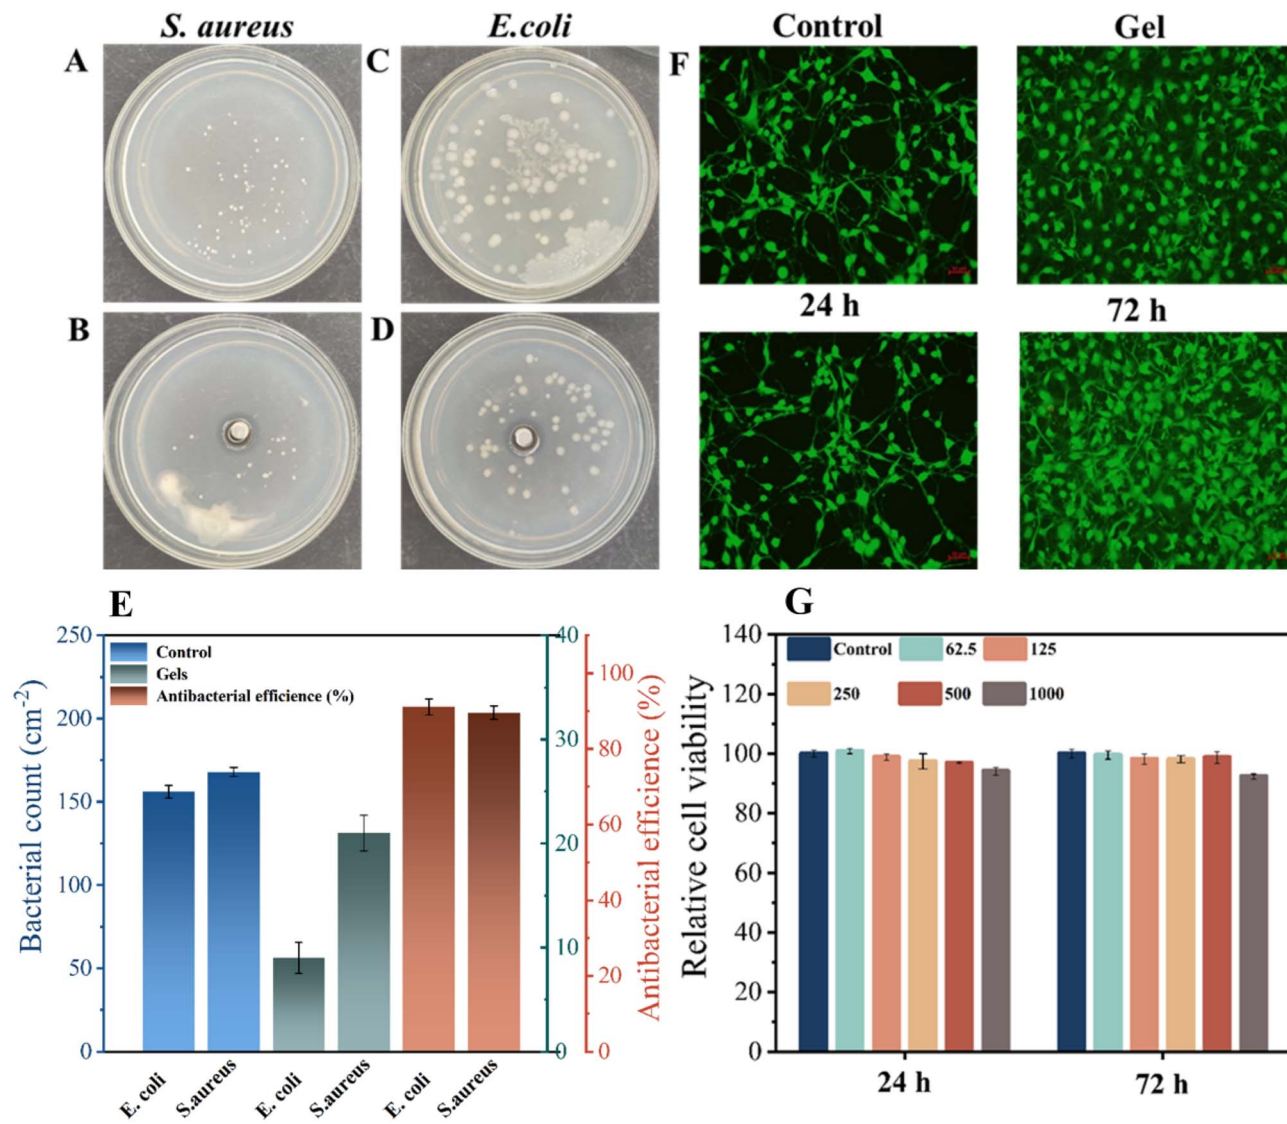 S. aureus
E.coli
Control
Gel
A
C
F
24 h
72 h
B
D
E
G
250
200
150
100
50
0
Bacterial count (cm-2)
Control
Gels
Antibacterial efficience (%)
40
30
20
10
0
100
80
60
40
20
0
Antibacterial efficience (%)
E. coli
S.aureus
E. coli
S.aureus
E. coli
S.aureus
140
120
100
80
60
40
20
0
Relative cell viability
Control
62.5
125
250
500
1000
24 h
72 h